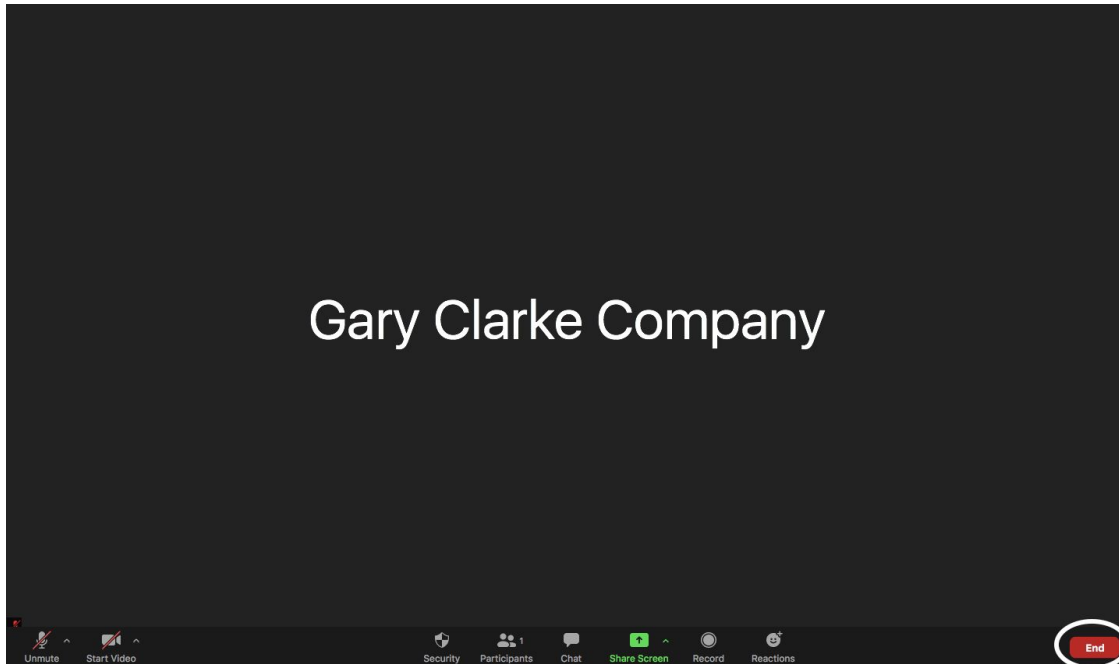 Gary Clarke Company
Unmute
Start Video
Security
Participants 1
Chat
Share Screen
Record
Reactions
End